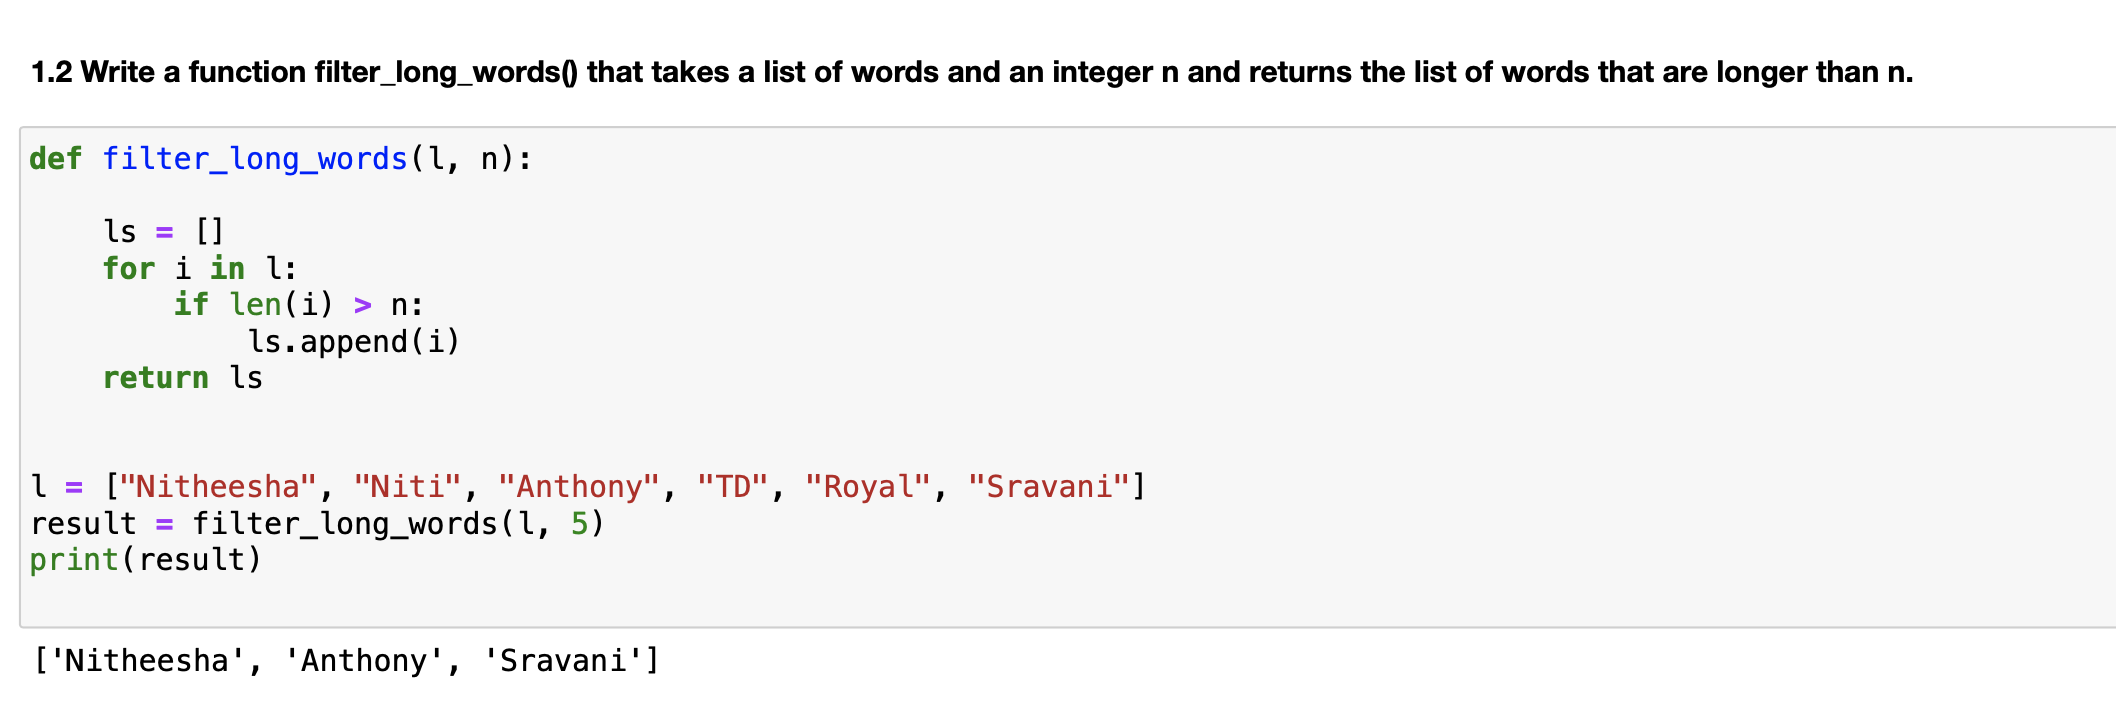 1.2 Write a function filter_long_words() that takes a list of words and an integer n and returns the list of words that are longer than n.
def filter_long_words(l, n):
    ls = []
    for i in l:
        if len(i) > n:
            ls.append(i)
    return ls
l = ["Nitheesha", "Niti", "Anthony", "TD", "Royal", "Sravani"]
result = filter_long_words(l, 5)
print(result)
['Nitheesha', 'Anthony', 'Sravani']